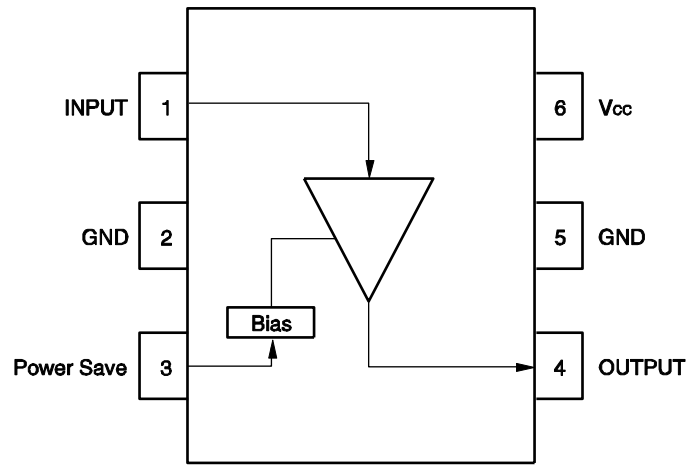 INPUT 1
6 Vcc
GND 2
5 GND
Bias
Power Save 3
4 OUTPUT